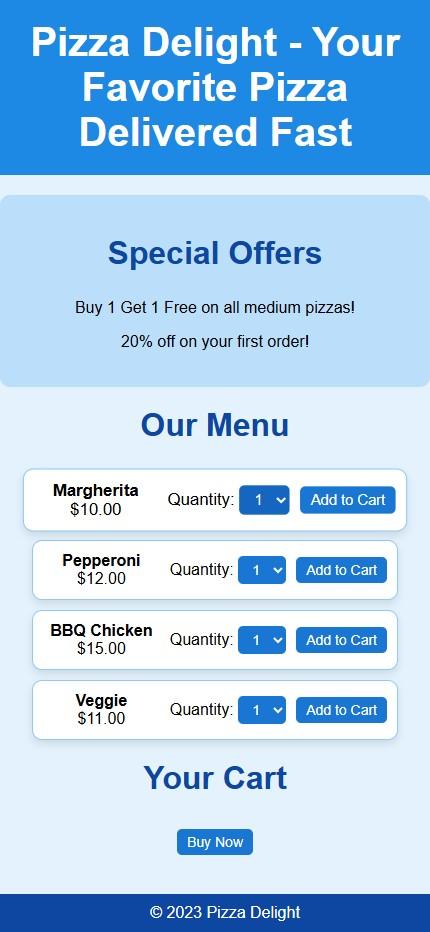 Pizza Delight - Your
Favorite Pizza
Delivered Fast
Special Offers
Buy 1 Get 1 Free on all medium pizzas!
20% off on your first order!
Our Menu
Margherita
$10.00
Quantity: 1 Add to Cart
Pepperoni
$12.00
Quantity: 1 Add to Cart
BBQ Chicken
$15.00
Quantity: 1 Add to Cart
Veggie
$11.00
Quantity: 1 Add to Cart
Your Cart
Buy Now
© 2023 Pizza Delight